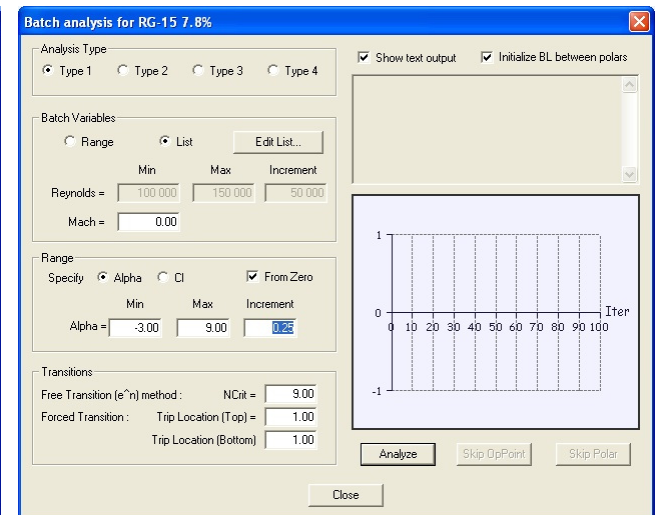 Batch analysis for RG-15 7.8%
Analysis Type
Type 1 Type 2 Type 3 Type 4
Batch Variables
Range List Edit List...
Min Max Increment
Reynolds = 100 000 150 000 50 000
Mach = 0.00
Range
Specify Alpha Cl From Zero
Min Max Increment
Alpha = -3.00 9.00 0.25
Transitions
Free Transition (e^n) method : NCrit = 9.00
Forced Transition : Trip Location (Top) = 1.00
Trip Location (Bottom) 1.00
Show text output Initialize BL between polars
1
0 Iter
0 10 20 30 40 50 60 70 80 90 100
-1
Analyze Skip OpPoint Skip Polar
Close